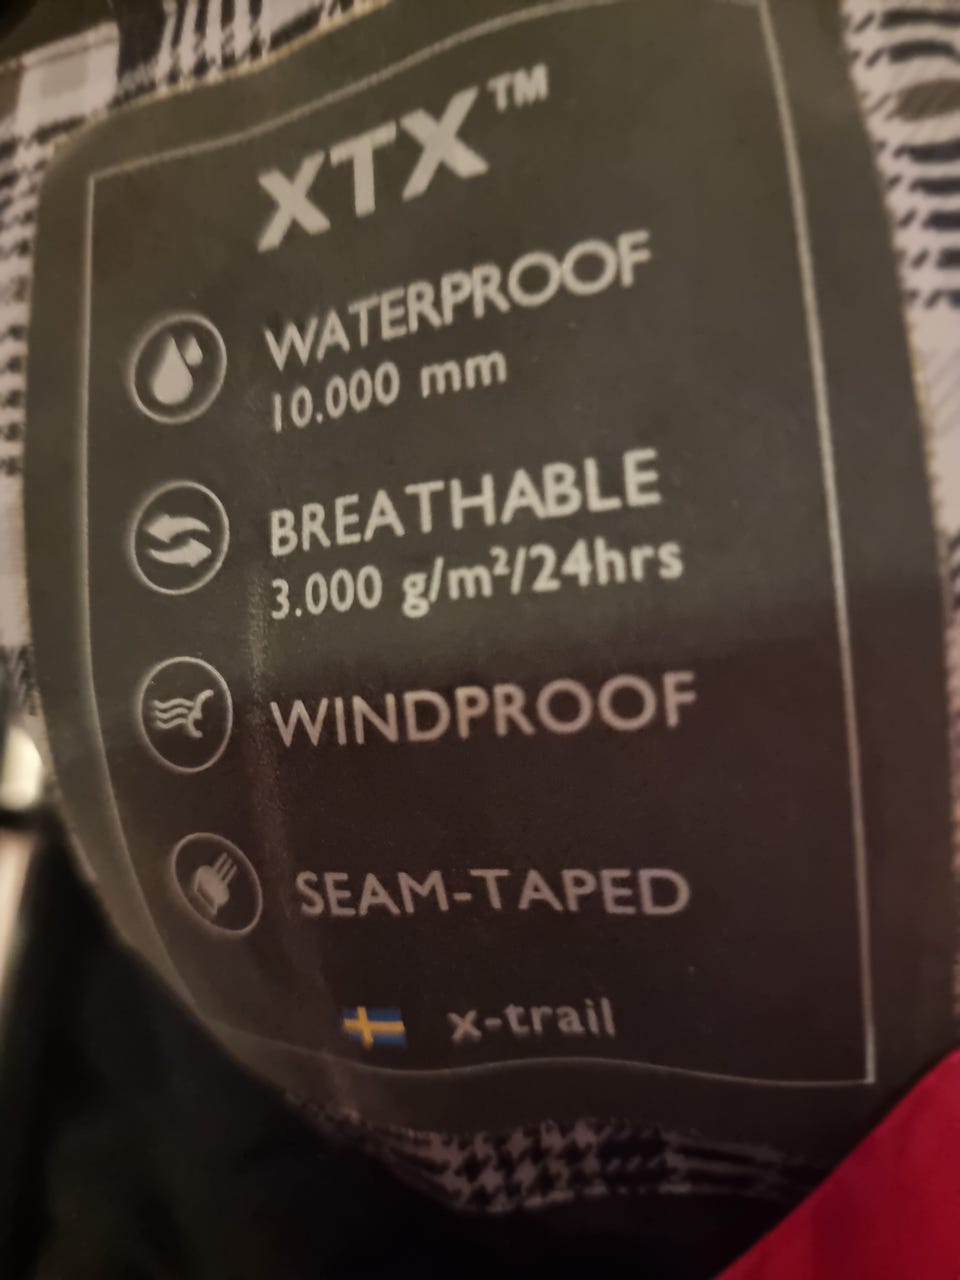 XTX™
WATERPROOF
10.000 mm
BREATHABLE
3.000 g/m²/24hrs
WINDPROOF
SEAM-TAPED
x-trail